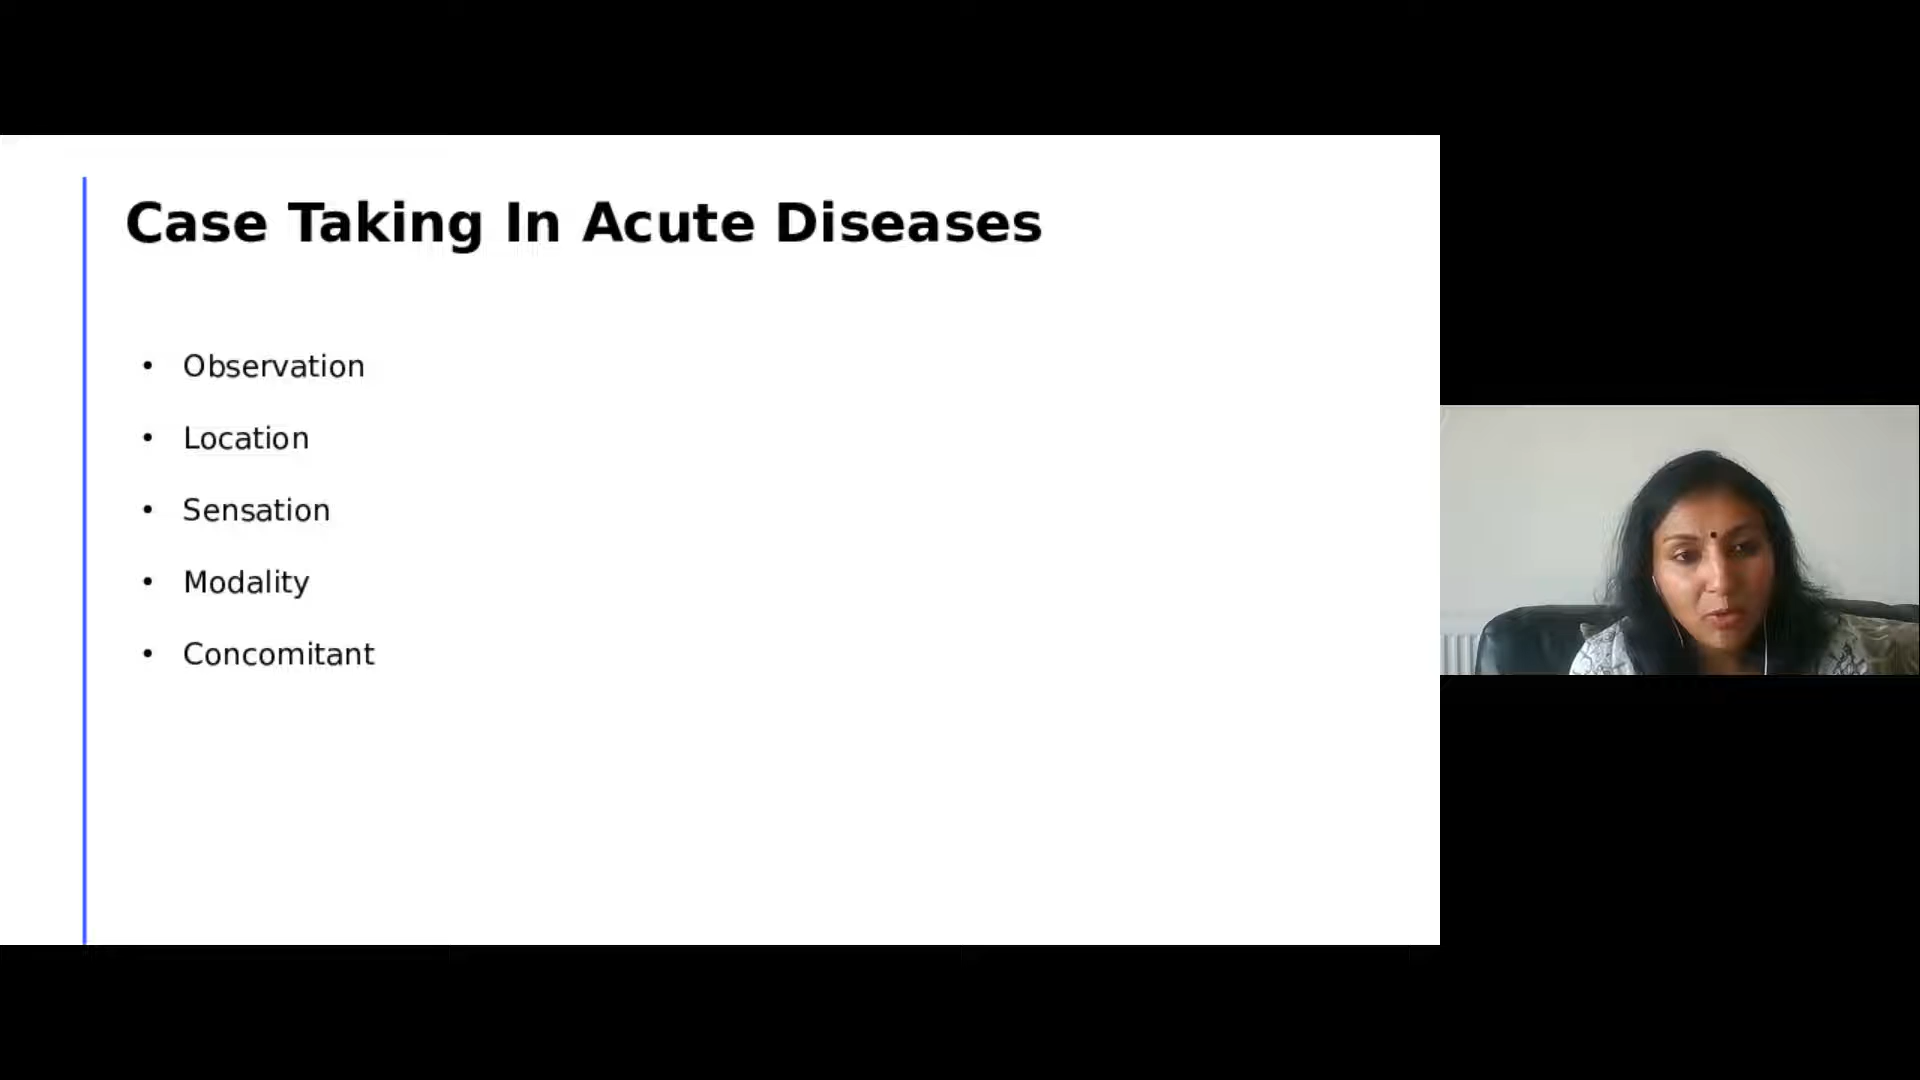 Case Taking In Acute Diseases
• Observation
• Location
• Sensation
• Modality
• Concomitant